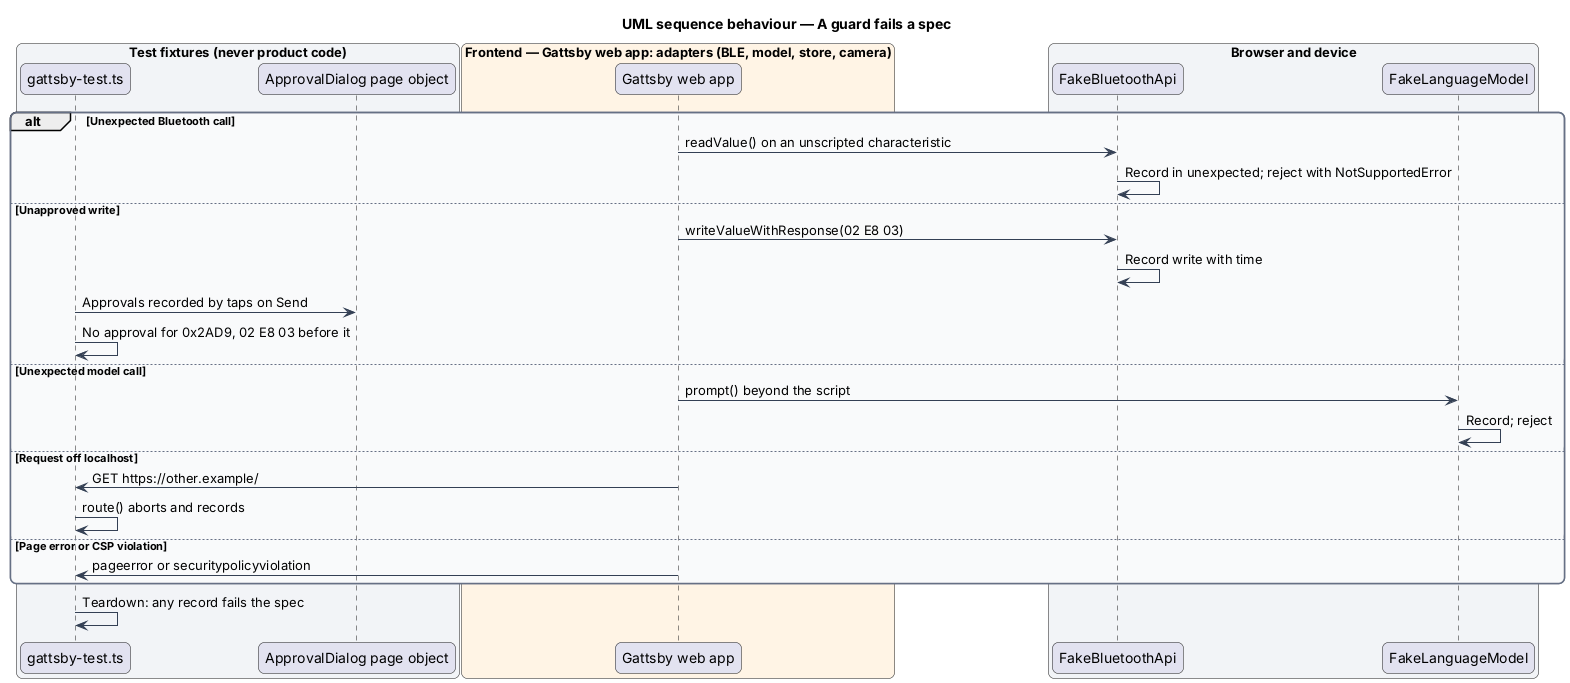 UML sequence behaviour — A guard fails a spec
Test fixtures (never product code)
Frontend — Gattsby web app: adapters (BLE, model, store, camera)
Browser and device
gattsby-test.ts
ApprovalDialog page object
Gattsby web app
FakeBluetoothApi
FakeLanguageModel
alt
[Unexpected Bluetooth call]
readValue() on an unscripted characteristic
Record in unexpected; reject with NotSupportedError
[Unapproved write]
writeValueWithResponse(02 E8 03)
Record write with time
Approvals recorded by taps on Send
No approval for 0x2AD9, 02 E8 03 before it
[Unexpected model call]
prompt() beyond the script
Record; reject
[Request off localhost]
GET https://other.example/
route() aborts and records
[Page error or CSP violation]
pageerror or securitypolicyviolation
Teardown: any record fails the spec
gattsby-test.ts
ApprovalDialog page object
Gattsby web app
FakeBluetoothApi
FakeLanguageModel